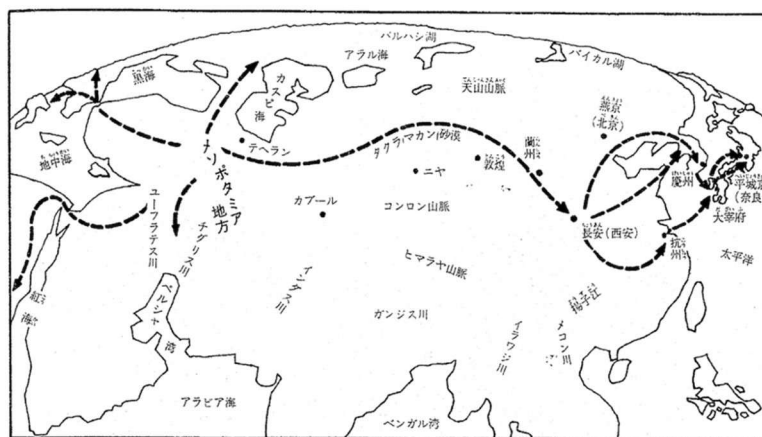 バルハシ湖
アラル海
バイカル湖
黒海
カスピ海
天山山脈
燕京
(北京)
地中海
テヘラン
タクラ・マカン砂漠
蘭州
敦煌
慶州
平城京
(奈良
メソポタミア
地方
ニヤ
大宰府
ユーフラテス川
カブール
コンロン山脈
長安(西安)
杭州
チグリス川
太平洋
ヒマラヤ山脈
紅海
ペルシャ湾
インダス川
揚子江
ガンジス川
イラワジ川
メコン川
アラビア海
ベンガル湾